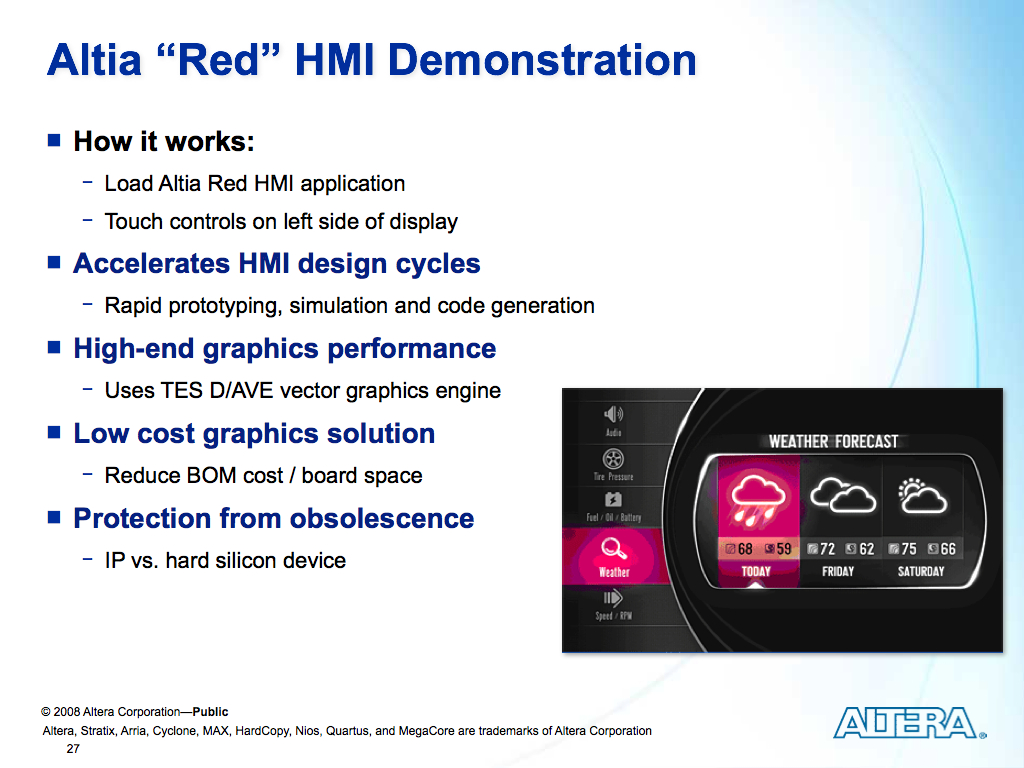 Altia “Red” HMI Demonstration
How it works:
− Load Altia Red HMI application
− Touch controls on left side of display
Accelerates HMI design cycles
− Rapid prototyping, simulation and code generation
High-end graphics performance
− Uses TES D/AVE vector graphics engine
Low cost graphics solution
− Reduce BOM cost / board space
Protection from obsolescence
− IP vs. hard silicon device
Audio
Tire Pressure
Fuel / Oil / Battery
Weather
Speed / RPM
WEATHER FORECAST
68 59 72 62 75 66
TODAY FRIDAY SATURDAY
© 2008 Altera Corporation—Public
Altera, Stratix, Arria, Cyclone, MAX, HardCopy, Nios, Quartus, and MegaCore are trademarks of Altera Corporation
27
ALTERA®